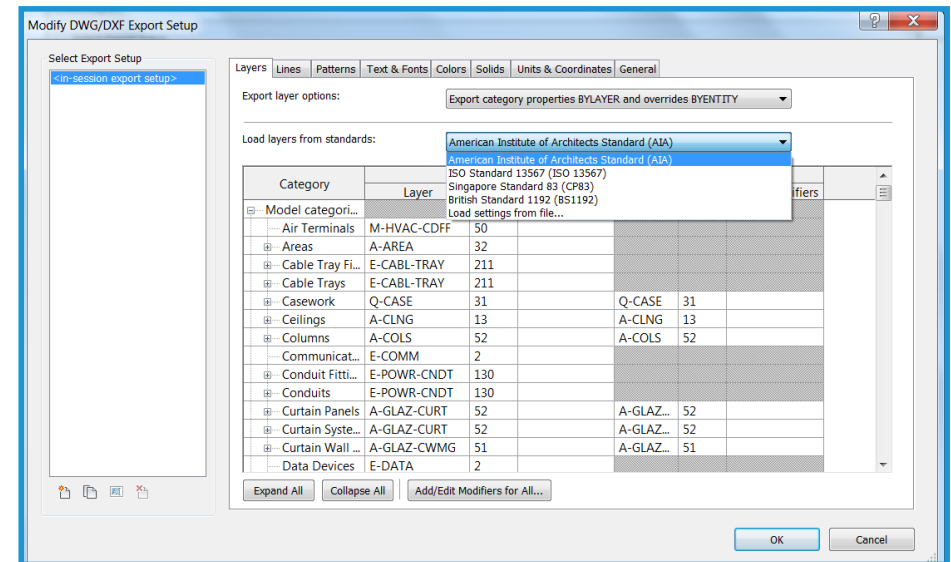 Modify DWG/DXF Export Setup
Select Export Setup
<in-session export setup>
Layers Lines Patterns Text & Fonts Colors Solids Units & Coordinates General
Export layer options: Export category properties BYLAYER and overrides BYENTITY
Load layers from standards: American Institute of Architects Standard (AIA)
American Institute of Architects Standard (AIA)
ISO Standard 13567 (ISO 13567)
Singapore Standard 83 (CP83)
British Standard 1192 (BS1192)
Load settings from file...
Category Layer ifiers
Model categori...
Air Terminals M-HVAC-CDFF 50
Areas A-AREA 32
Cable Tray Fi... E-CABL-TRAY 211
Cable Trays E-CABL-TRAY 211
Casework Q-CASE 31 Q-CASE 31
Ceilings A-CLNG 13 A-CLNG 13
Columns A-COLS 52 A-COLS 52
Communicat... E-COMM 2
Conduit Fitti... E-POWR-CNDT 130
Conduits E-POWR-CNDT 130
Curtain Panels A-GLAZ-CURT 52 A-GLAZ... 52
Curtain Syste... A-GLAZ-CURT 52 A-GLAZ... 52
Curtain Wall ... A-GLAZ-CWMG 51 A-GLAZ... 51
Data Devices E-DATA 2
Expand All Collapse All Add/Edit Modifiers for All...
OK Cancel